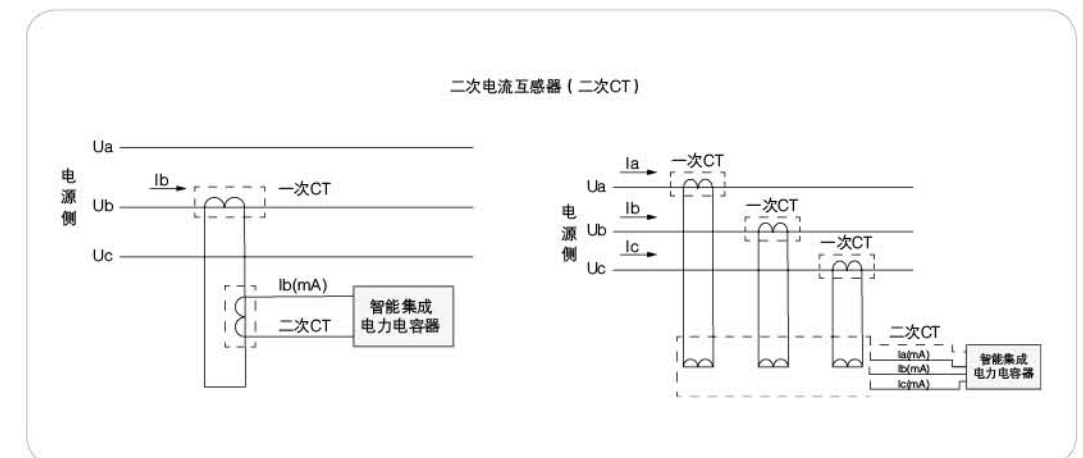 二次电流互感器（二次CT）
Ua
电源侧
Ib
一次CT
Ub
Uc
Ib(mA)
二次CT
智能集成
电力电容器
Ia
一次CT
Ua
电源侧
Ib
一次CT
Ub
Ic
一次CT
Uc
二次CT
Ia(mA)
Ib(mA)
Ic(mA)
智能集成
电力电容器